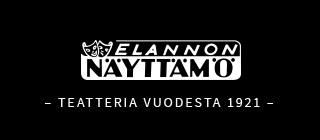 ELANNON
NÄYTTÄMÖ
– TEATTERIA VUODESTA 1921 –